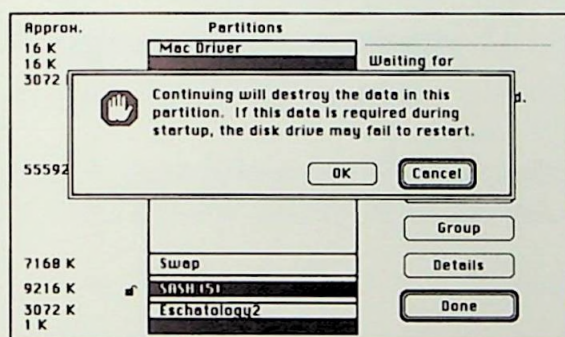 Approx. Partitions
16 K Mac Driver
16 K
Waiting for
3072
Continuing will destroy the data in this
partition. If this data is required during
startup, the disk drive may fail to restart.
d.
OK Cancel
55592
Group
7168 K Swap
Details
9216 K SASH (5)
3072 K Eschatology2
Done
1 K